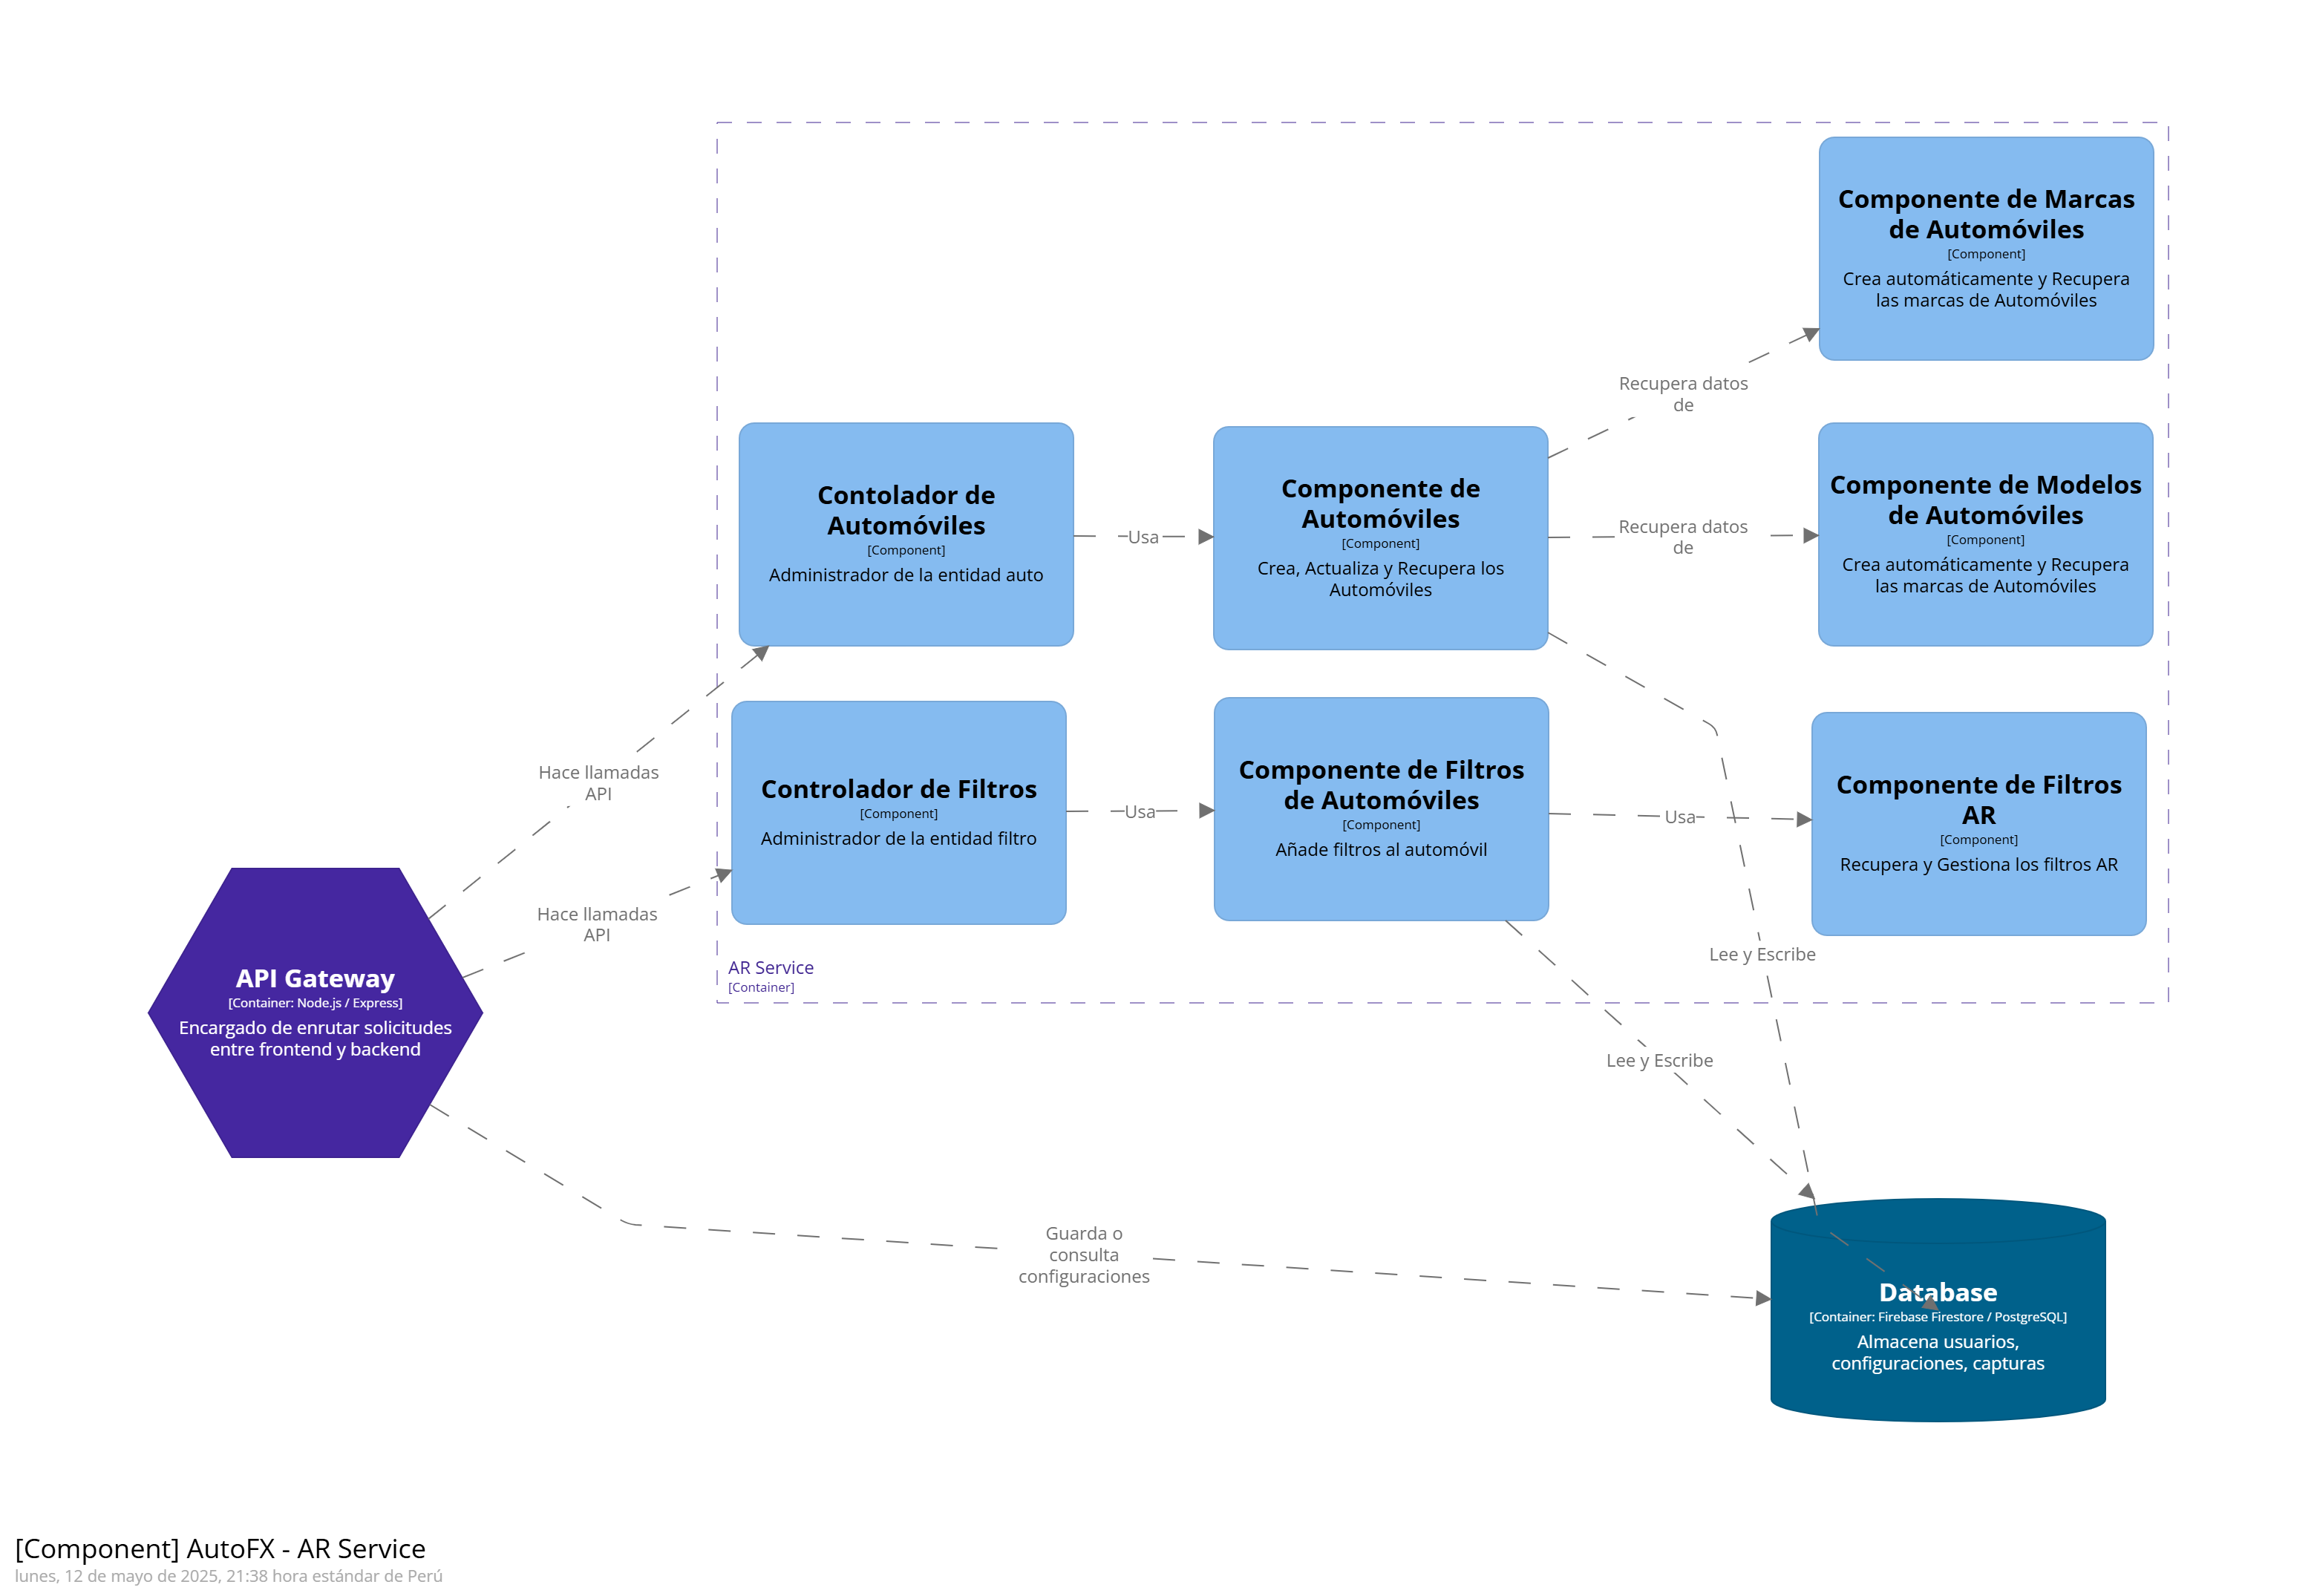 Componente de Marcas
de Automóviles
[Component]
Crea automáticamente y Recupera
las marcas de Automóviles
Recupera datos
de
Contolador de
Automóviles
[Component]
Administrador de la entidad auto
Usa
Componente de
Automóviles
[Component]
Crea, Actualiza y Recupera los
Automóviles
Recupera datos
de
Componente de Modelos
de Automóviles
[Component]
Crea automáticamente y Recupera
las marcas de Automóviles
Hace llamadas
API
Controlador de Filtros
[Component]
Administrador de la entidad filtro
Usa
Componente de Filtros
de Automóviles
[Component]
Añade filtros al automóvil
Usa
Componente de Filtros
AR
[Component]
Recupera y Gestiona los filtros AR
Hace llamadas
API
Lee y Escribe
AR Service
[Container]
API Gateway
[Container: Node.js / Express]
Encargado de enrutar solicitudes
entre frontend y backend
Lee y Escribe
Guarda o
consulta
configuraciones
Database
[Container: Firebase Firestore / PostgreSQL]
Almacena usuarios,
configuraciones, capturas
[Component] AutoFX - AR Service
lunes, 12 de mayo de 2025, 21:38 hora estándar de Perú